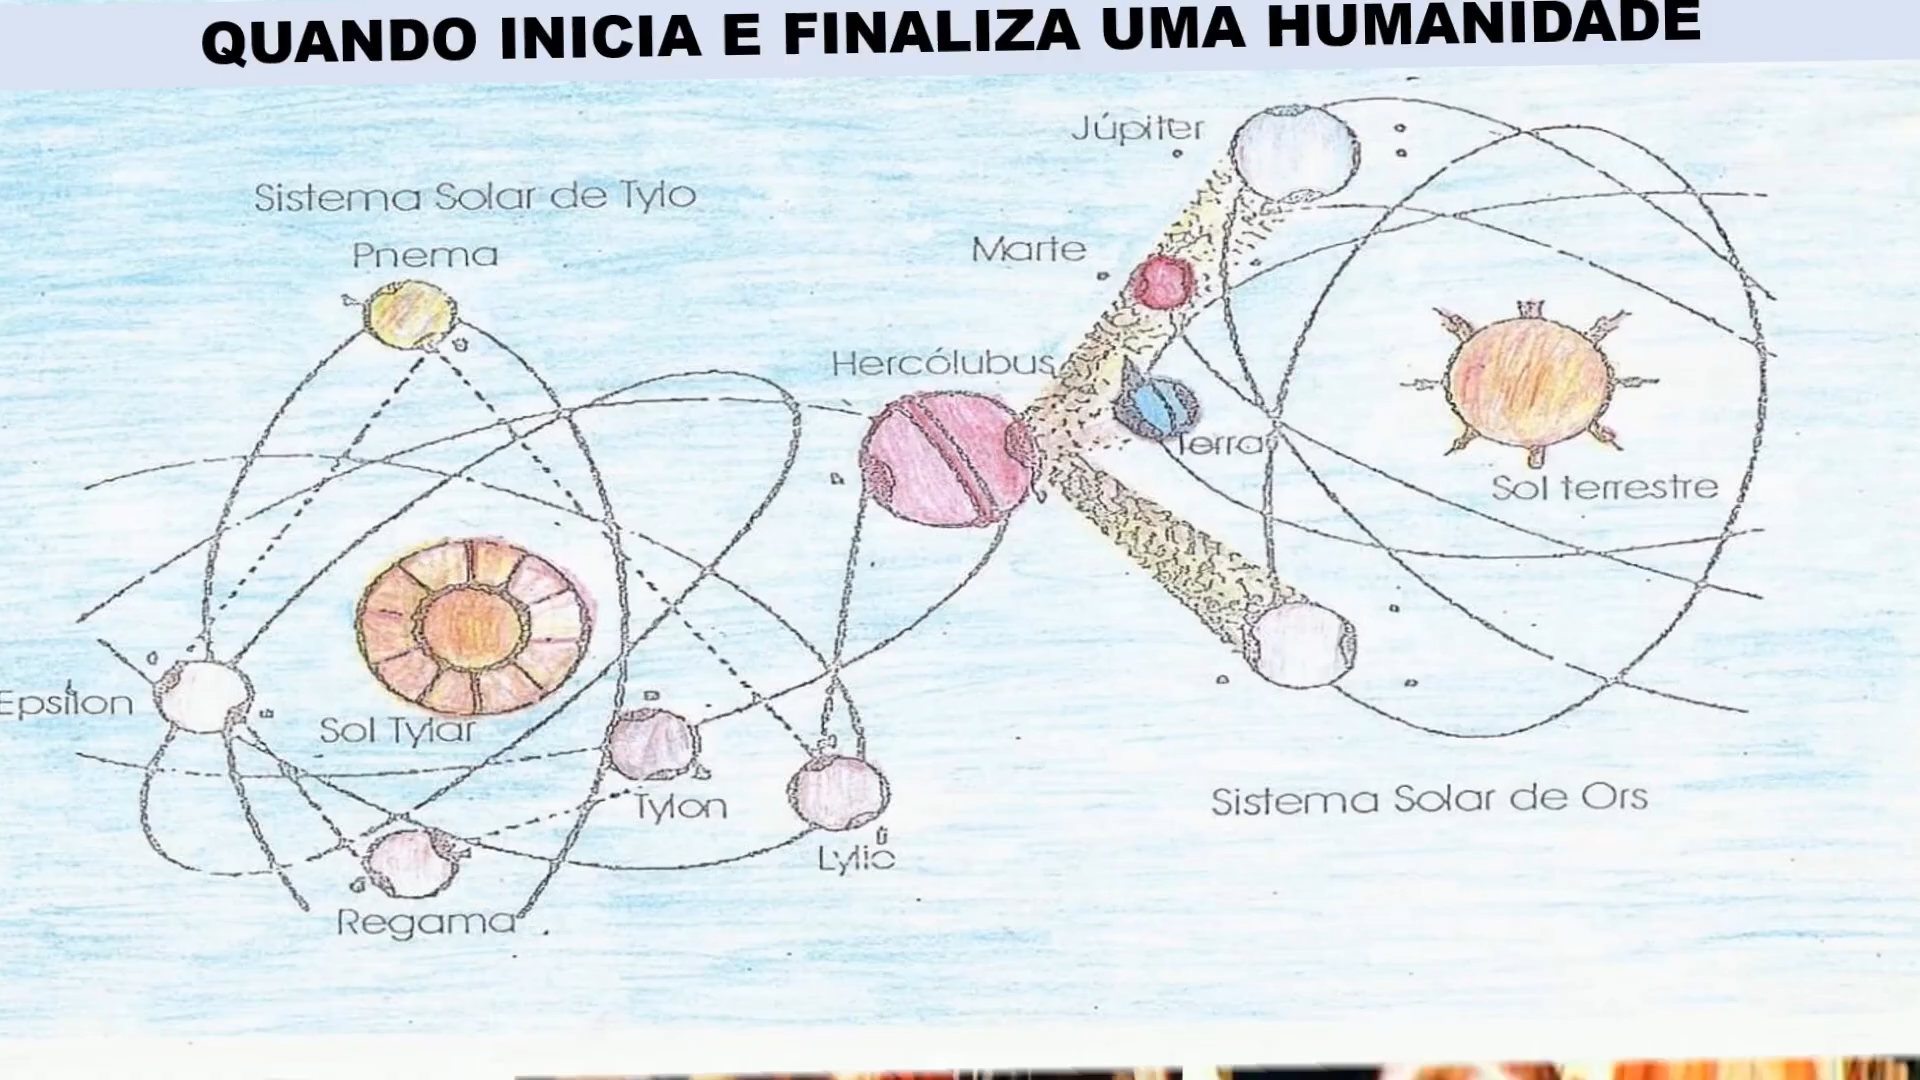 QUANDO INICIA E FINALIZA UMA HUMANIDADE
Júpiter
Sistema Solar de Tylo
Pnema
Marte
Hercólubus
Terra
Sol terrestre
Epsilon
Sol Tylar
Tylon
Sistema Solar de Ors
Lylio
Regama